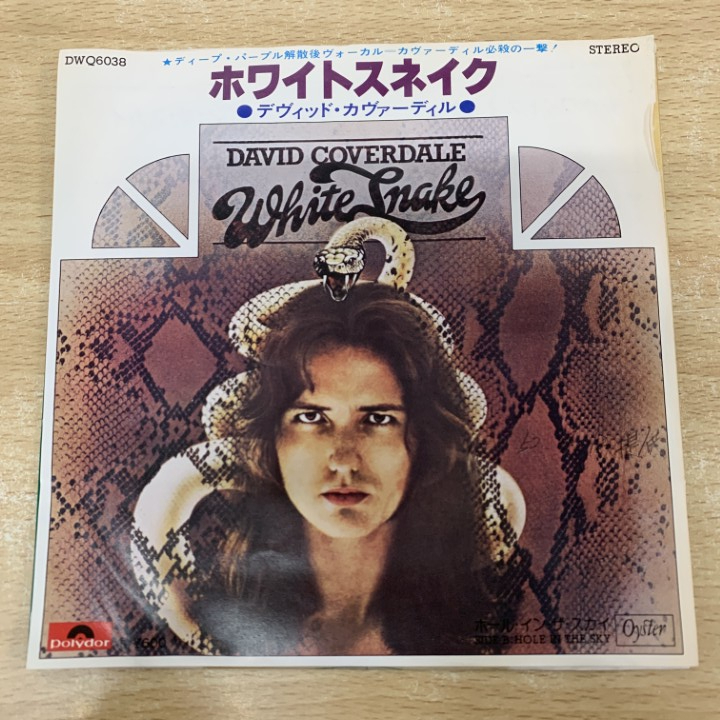 DWQ6038
★ディープ・パープル解散後ヴォーカル―カヴァーディル必殺の一撃!
STEREO
ホワイトスネイク
●デヴィッド・カヴァーディル●
DAVID COVERDALE
White Snake
ホール・イン・ザ・スカイ
SIDE B: HOLE IN THE SKY
Oyster
Polydor
¥600